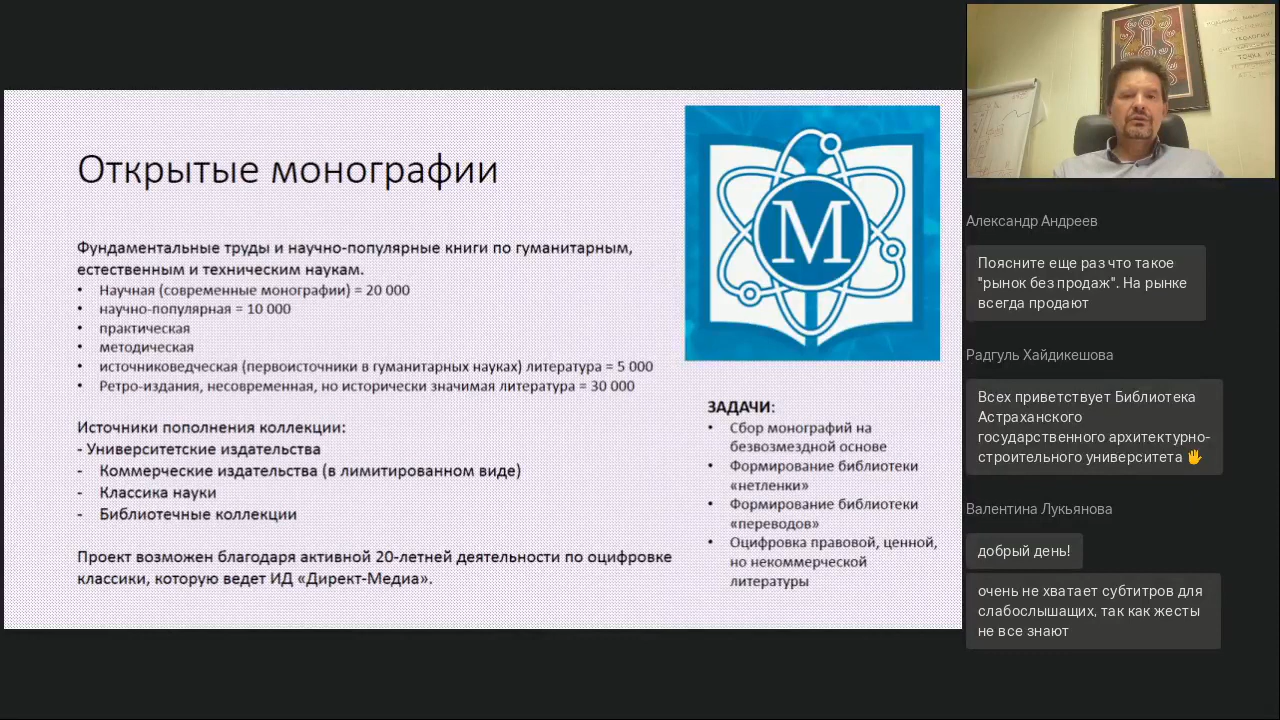 Открытые монографии
Фундаментальные труды и научно-популярные книги по гуманитарным,
естественным и техническим наукам.
• Научная (современные монографии) = 20 000
• научно-популярная = 10 000
• практическая
• методическая
• источниковедческая (первоисточники в гуманитарных науках) литература = 5 000
• Ретро-издания, несовременная, но исторически значимая литература = 30 000
Источники пополнения коллекции:
- Университетские издательства
- Коммерческие издательства (в лимитированном виде)
- Классика науки
- Библиотечные коллекции
Проект возможен благодаря активной 20-летней деятельности по оцифровке
классики, которую ведет ИД «Директ-Медиа».
М
ЗАДАЧИ:
• Сбор монографий на
безвозмездной основе
• Формирование библиотеки
«нетленки»
• Формирование библиотеки
«переводов»
• Оцифровка правовой, ценной,
но некоммерческой
литературы
Александр Андреев
Поясните еще раз что такое
"рынок без продаж". На рынке
всегда продают
Радгуль Хайдикешова
Всех приветствует Библиотека
Астраханского
государственного архитектурно-
строительного университета 🖐
Валентина Лукьянова
добрый день!
очень не хватает субтитров для
слабослышащих, так как жесты
не все знают